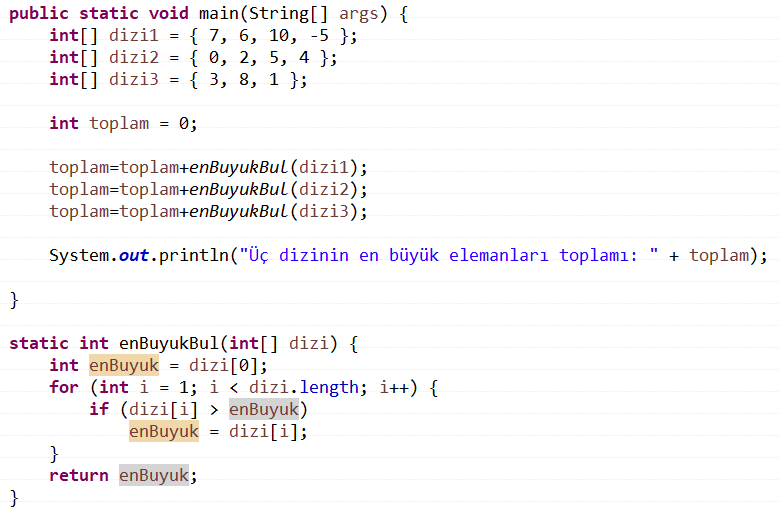 public static void main(String[] args) {
int[] dizi1 = { 7, 6, 10, -5 };
int[] dizi2 = { 0, 2, 5, 4 };
int[] dizi3 = { 3, 8, 1 };
int toplam = 0;
toplam=toplam+enBuyukBul(dizi1);
toplam=toplam+enBuyukBul(dizi2);
toplam=toplam+enBuyukBul(dizi3);
System.out.println("Üç dizinin en büyük elemanları toplamı: " + toplam);
}
static int enBuyukBul(int[] dizi) {
int enBuyuk = dizi[0];
for (int i = 1; i < dizi.length; i++) {
if (dizi[i] > enBuyuk)
enBuyuk = dizi[i];
}
return enBuyuk;
}